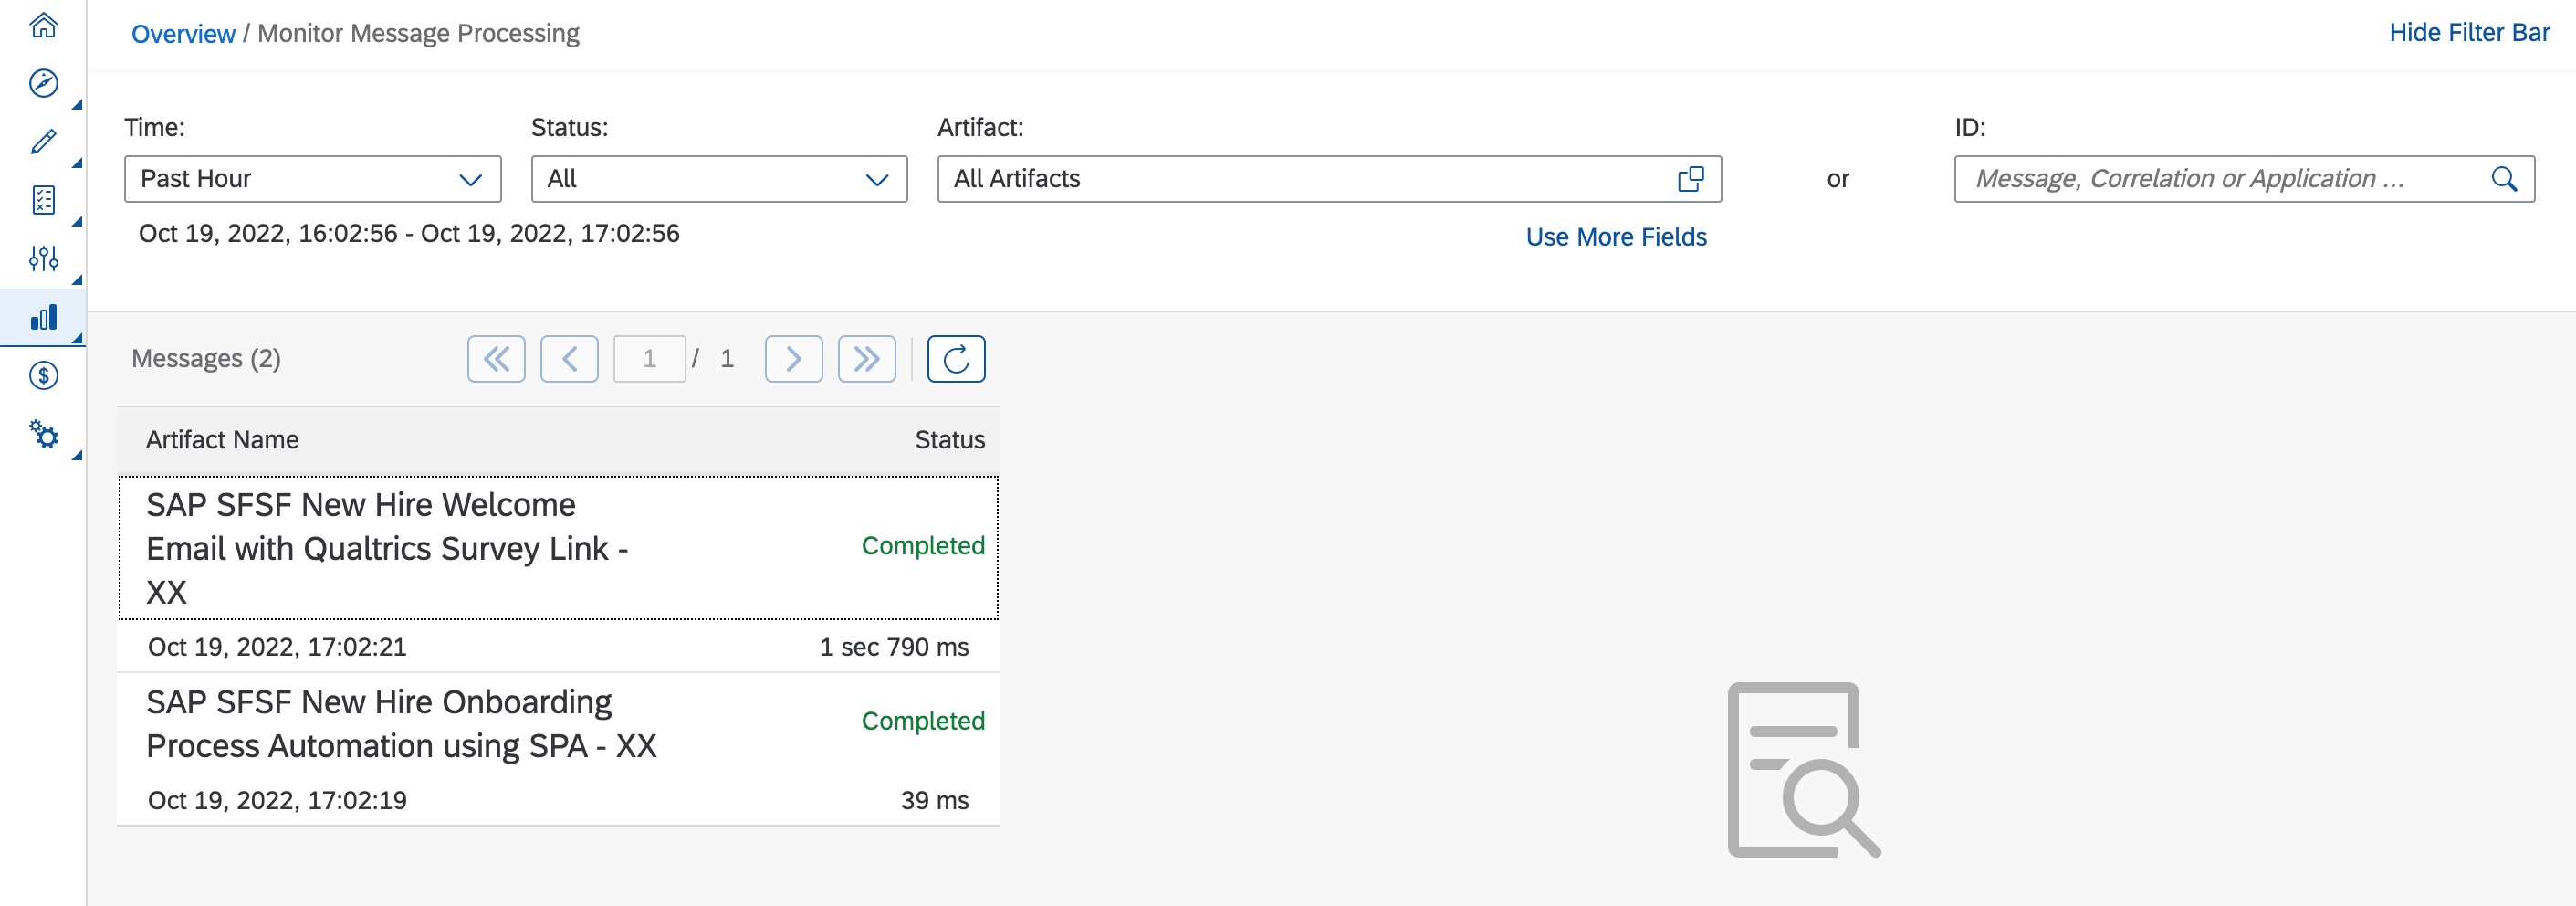 Overview / Monitor Message Processing
Hide Filter Bar
Time:
Status:
Artifact:
ID:
Past Hour
All
All Artifacts
or
Message, Correlation or Application ...
Oct 19, 2022, 16:02:56 - Oct 19, 2022, 17:02:56
Use More Fields
Messages (2)
1 / 1
Artifact Name
Status
SAP SFSF New Hire Welcome
Email with Qualtrics Survey Link -
XX
Completed
Oct 19, 2022, 17:02:21
1 sec 790 ms
SAP SFSF New Hire Onboarding
Process Automation using SPA - XX
Completed
Oct 19, 2022, 17:02:19
39 ms